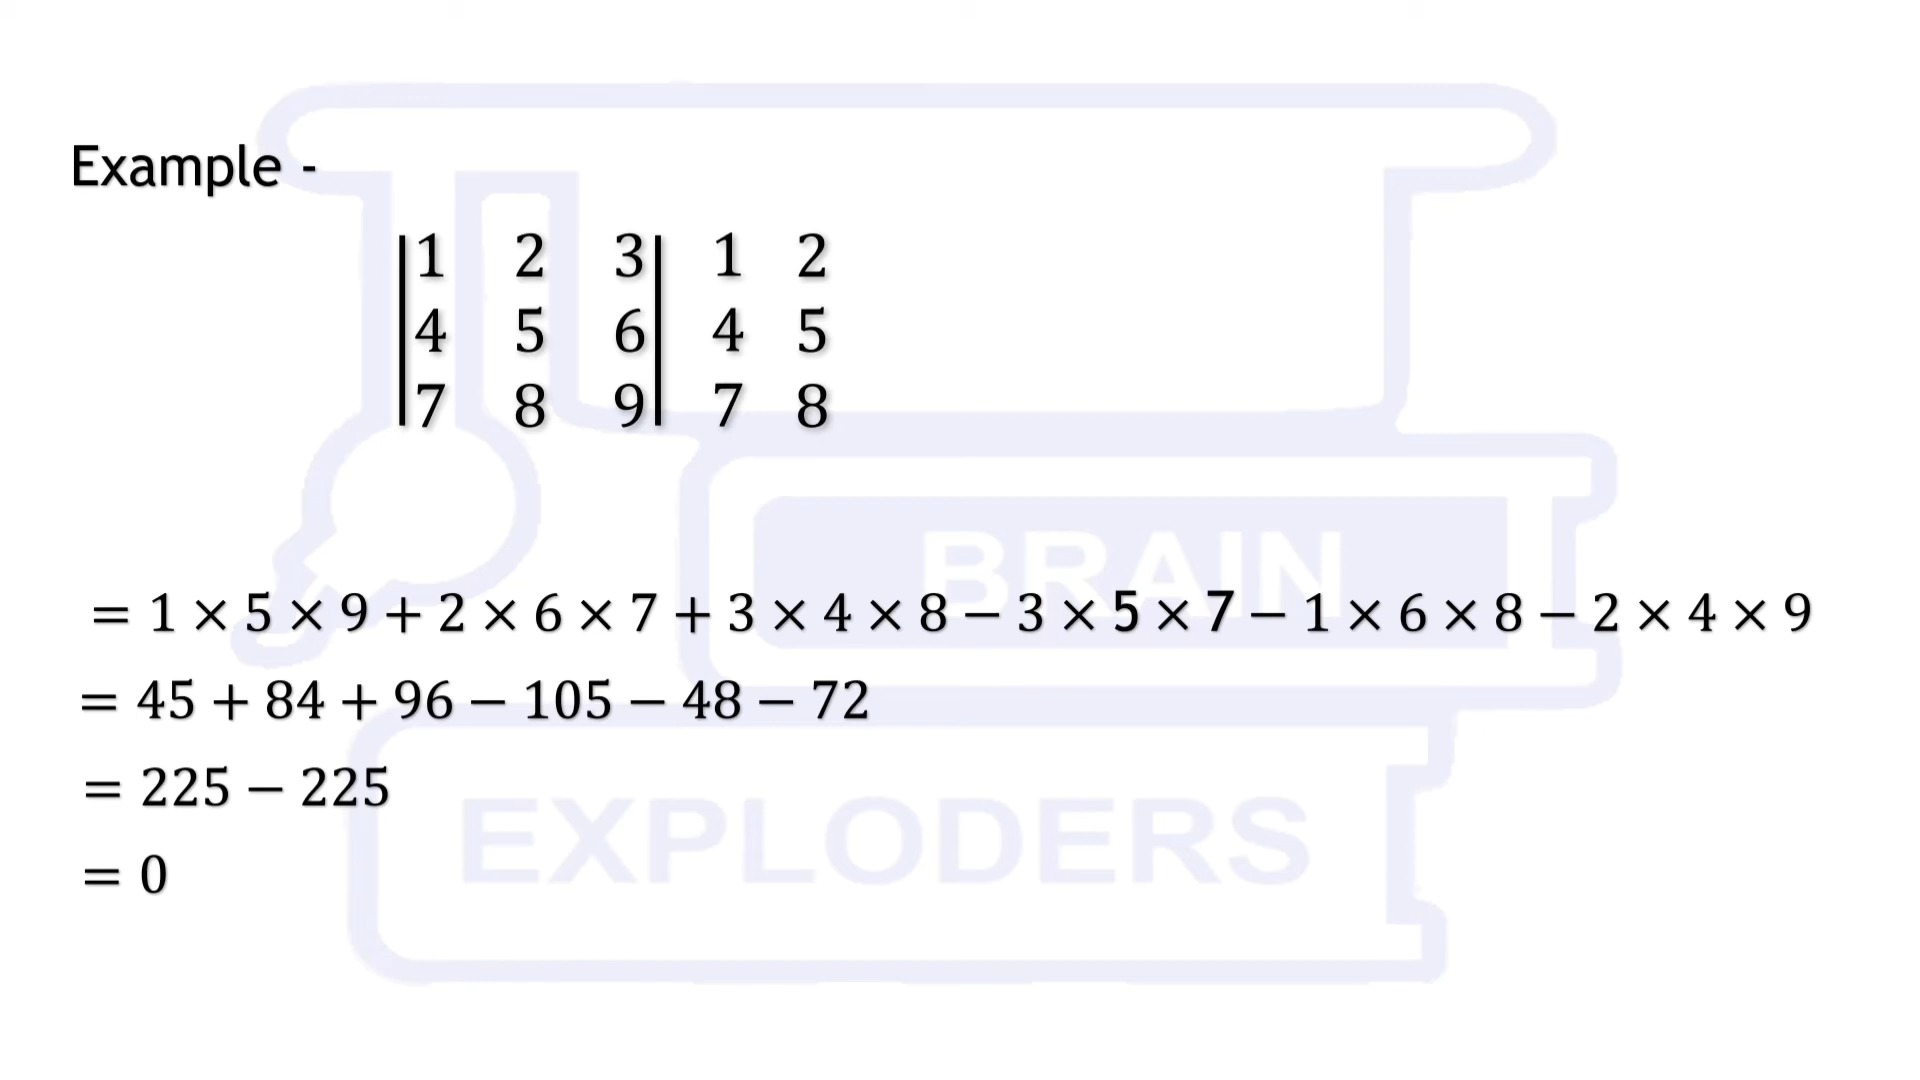 Example -
|1 2 3| 1 2
|4 5 6| 4 5
|7 8 9| 7 8
BRAIN
= 1 × 5 × 9 + 2 × 6 × 7 + 3 × 4 × 8 − 3 × 5 × 7 − 1 × 6 × 8 − 2 × 4 × 9
= 45 + 84 + 96 − 105 − 48 − 72
= 225 − 225
EXPLODERS
= 0